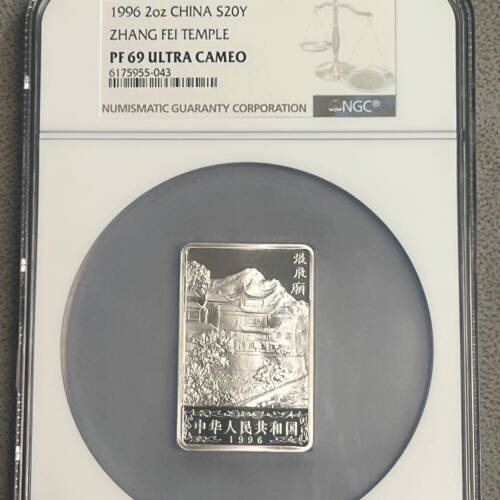 1996 2oz CHINA S20Y
ZHANG FEI TEMPLE
PF 69 ULTRA CAMEO
6175955-043
NUMISMATIC GUARANTY CORPORATION
NGC®
張飛廟
中华人民共和国
1996